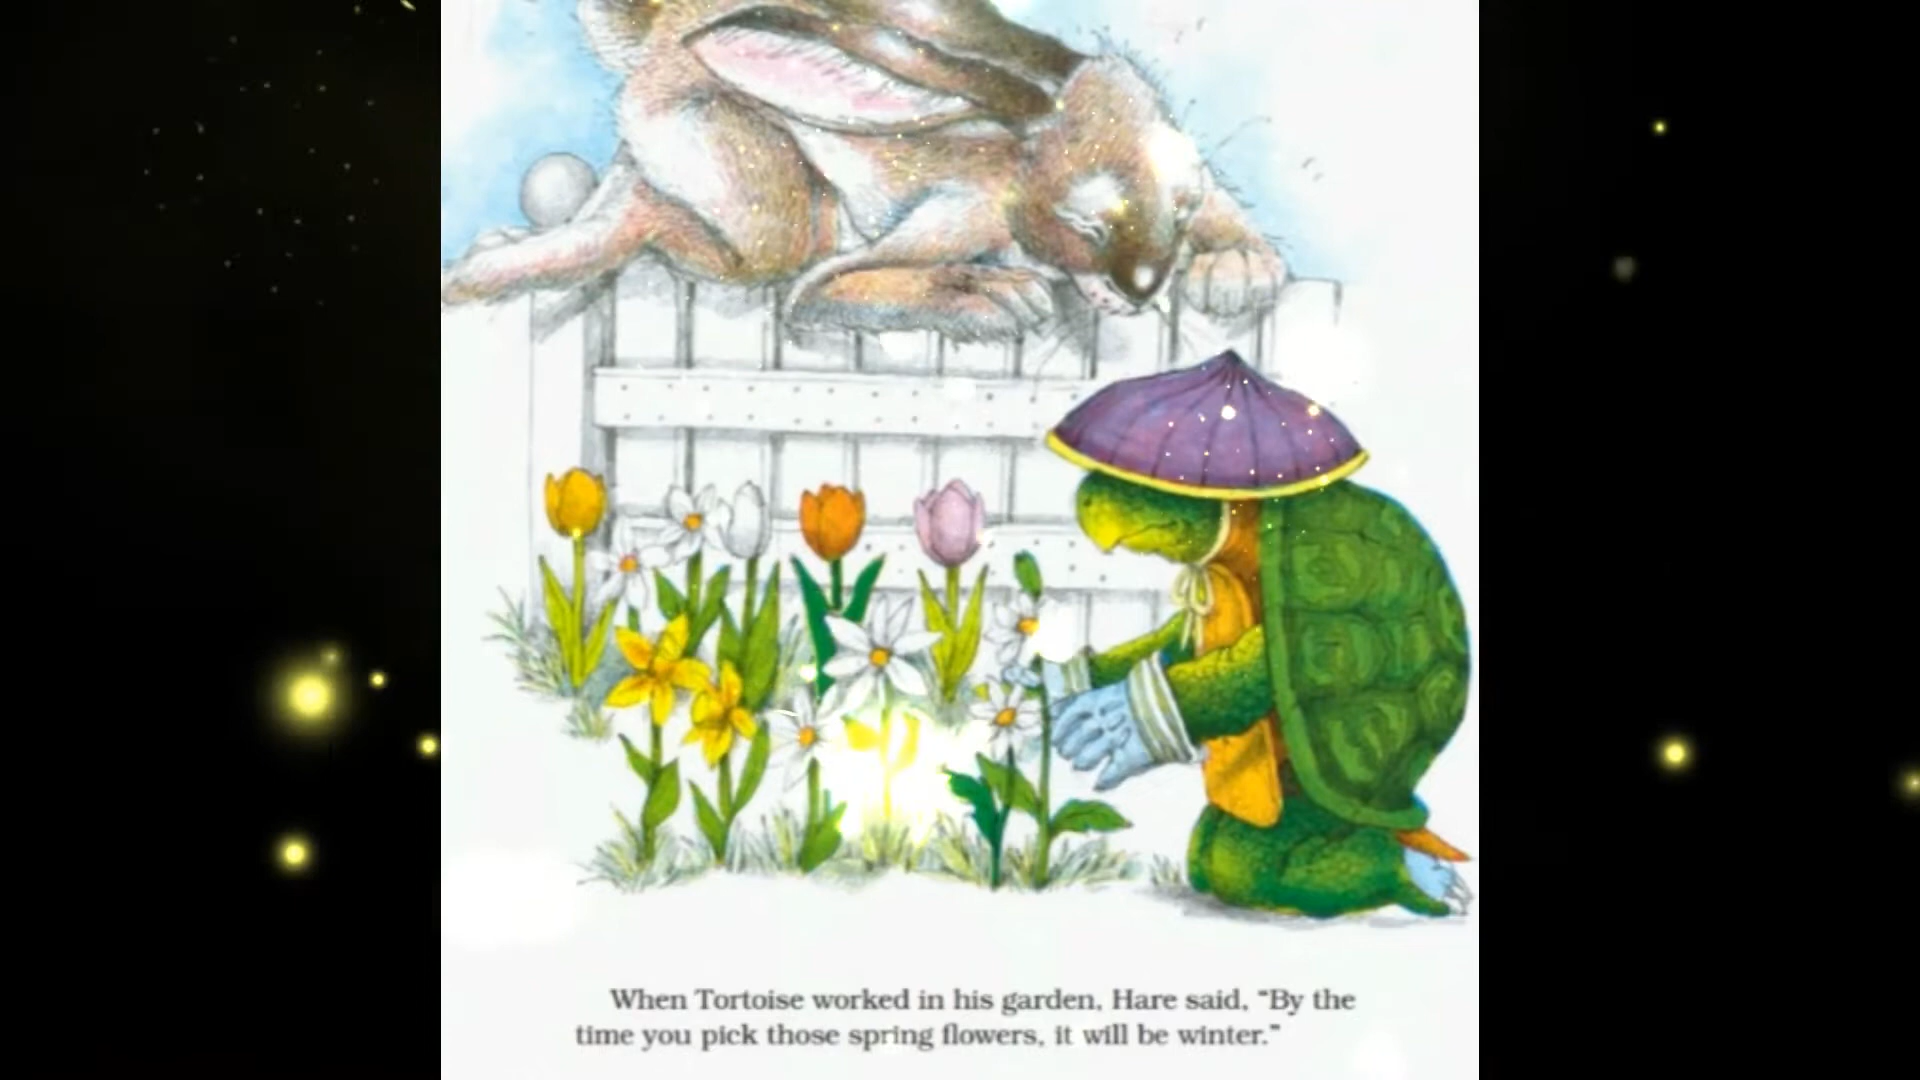 When Tortoise worked in his garden, Hare said, “By the
time you pick those spring flowers, it will be winter.”